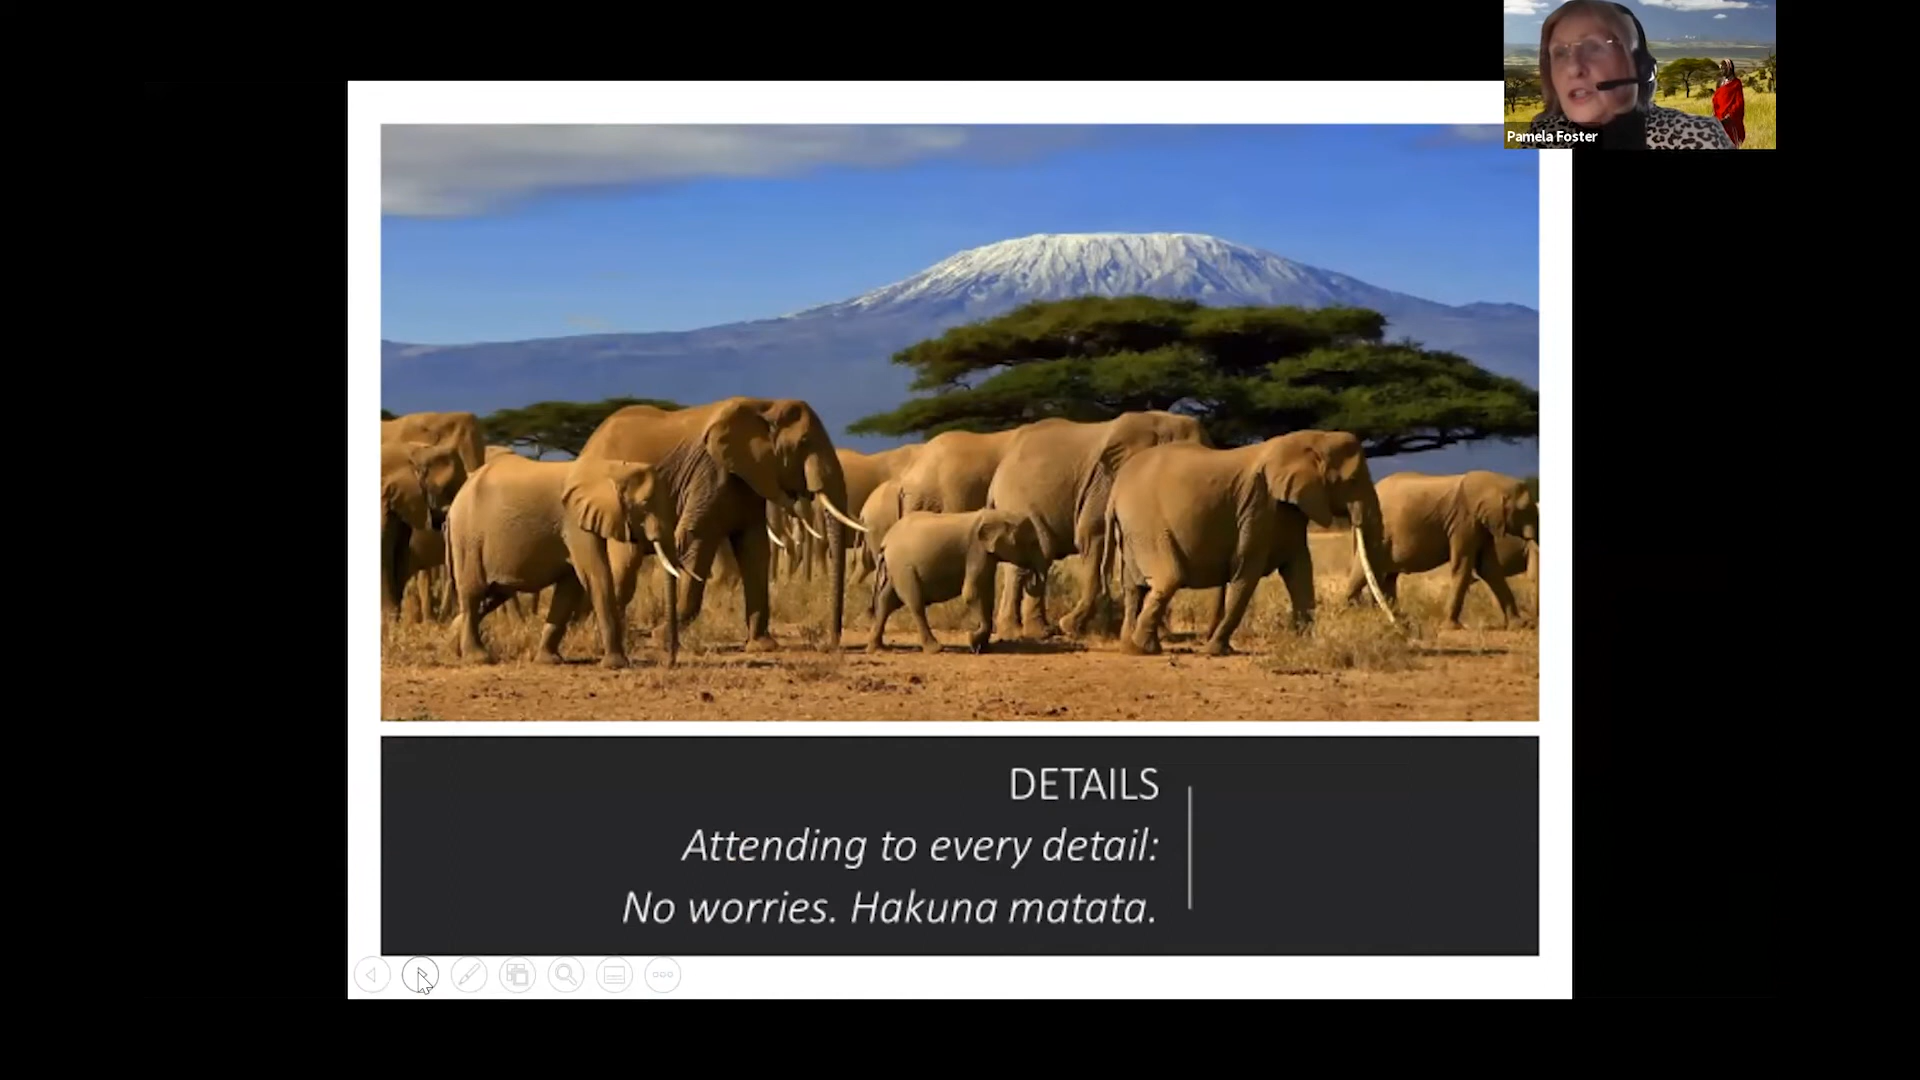 Pamela Foster
DETAILS
Attending to every detail:
No worries. Hakuna matata.